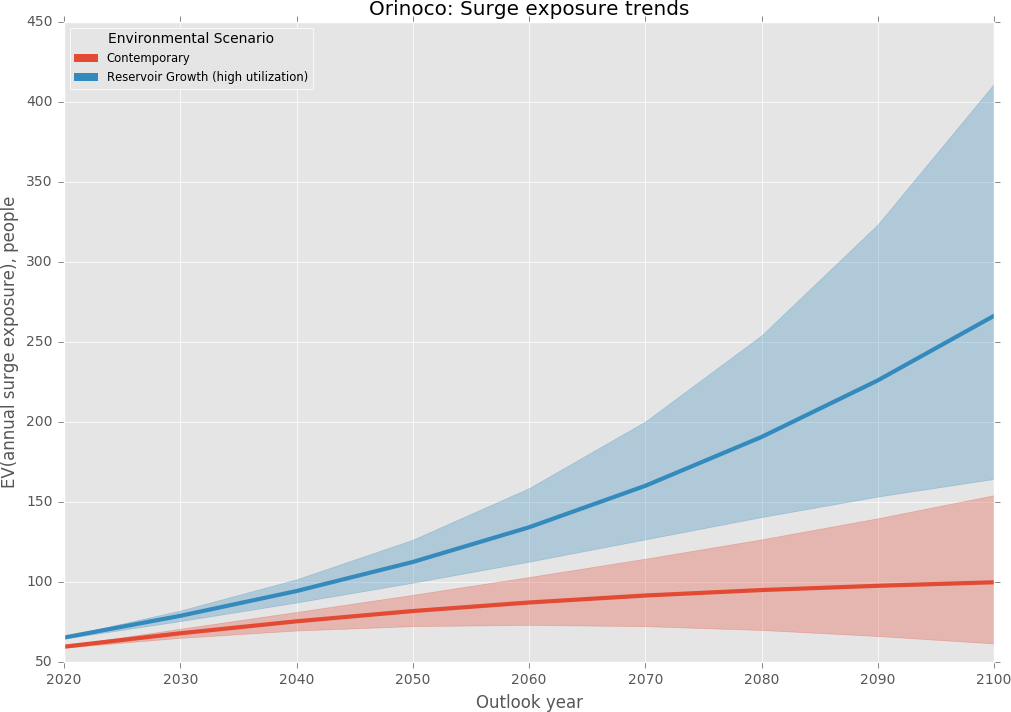 Orinoco: Surge exposure trends
Environmental Scenario
Contemporary
Reservoir Growth (high utilization)
EV(annual surge exposure), people
450
400
350
300
250
200
150
100
50
2020 2030 2040 2050 2060 2070 2080 2090 2100
Outlook year